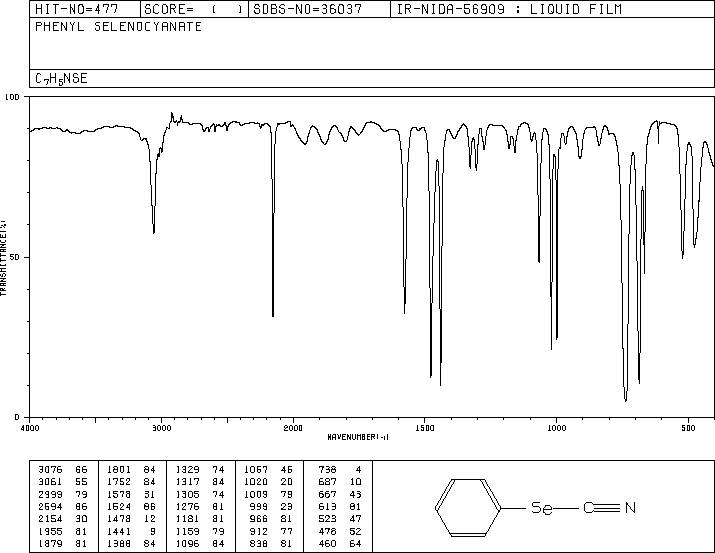 HIT-NO=477 SCORE= ( ) SDBS-NO=36037 IR-NIDA-56909 : LIQUID FILM
PHENYL SELENOCYANATE
C7H5NSE
100
TRANSMITTANCE(%)
50
0
4000 3000 2000 1500 1000 500
WAVENUMBER(-1)
3076 66 1801 84 1329 74 1067 46 738 4
3061 55 1752 84 1317 84 1020 20 687 10
2999 79 1578 31 1305 74 1009 79 667 43
2694 86 1524 86 1276 81 999 23 613 81
2154 30 1478 12 1181 81 966 81 523 47
1955 81 1441 9 1159 79 912 77 478 52
1879 81 1388 84 1096 84 838 81 460 64
Se C N